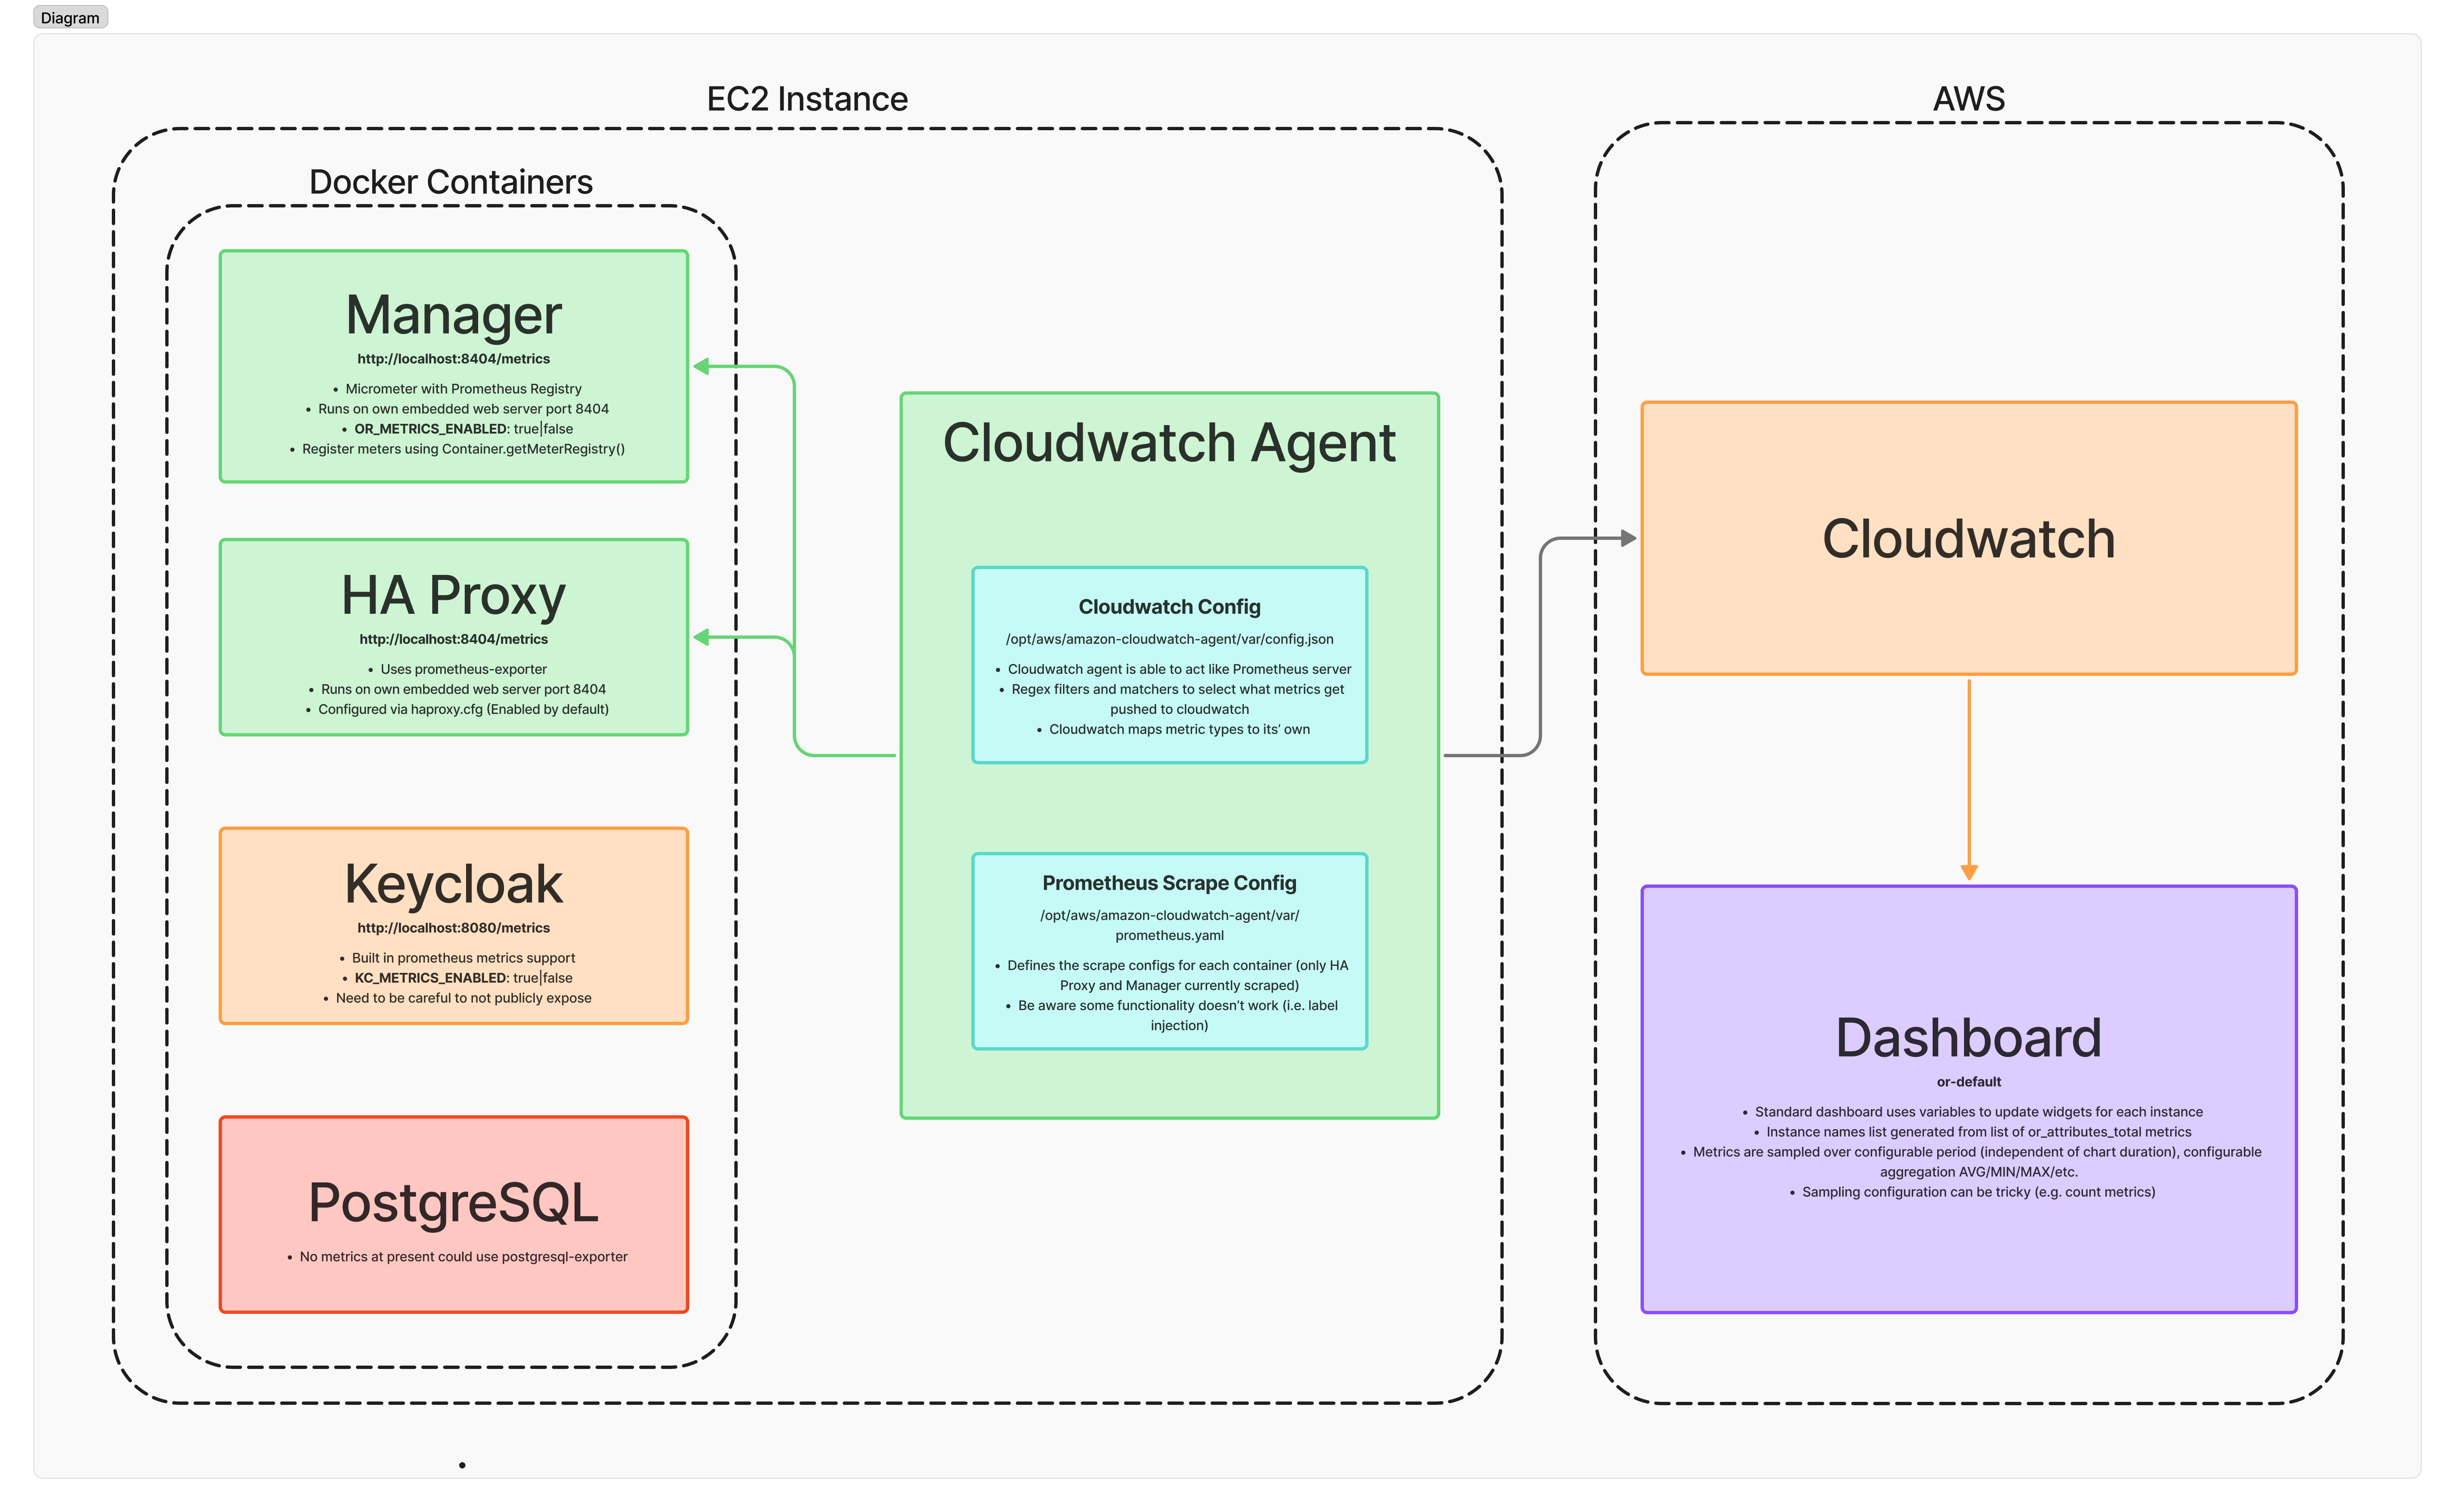 Diagram
EC2 Instance
AWS
Docker Containers
Manager
http://localhost:8404/metrics
• Micrometer with Prometheus Registry
• Runs on own embedded web server port 8404
• OR_METRICS_ENABLED: true|false
• Register meters using Container.getMeterRegistry()
HA Proxy
http://localhost:8404/metrics
• Uses prometheus-exporter
• Runs on own embedded web server port 8404
• Configured via haproxy.cfg (Enabled by default)
Keycloak
http://localhost:8080/metrics
• Built in prometheus metrics support
• KC_METRICS_ENABLED: true|false
• Need to be careful to not publicly expose
PostgreSQL
• No metrics at present could use postgresql-exporter
Cloudwatch Agent
Cloudwatch Config
/opt/aws/amazon-cloudwatch-agent/var/config.json
• Cloudwatch agent is able to act like Prometheus server
• Regex filters and matchers to select what metrics get
pushed to cloudwatch
• Cloudwatch maps metric types to its’ own
Prometheus Scrape Config
/opt/aws/amazon-cloudwatch-agent/var/
prometheus.yaml
• Defines the scrape configs for each container (only HA
Proxy and Manager currently scraped)
• Be aware some functionality doesn’t work (i.e. label
injection)
Cloudwatch
Dashboard
or-default
• Standard dashboard uses variables to update widgets for each instance
• Instance names list generated from list of or_attributes_total metrics
• Metrics are sampled over configurable period (independent of chart duration), configurable
aggregation AVG/MIN/MAX/etc.
• Sampling configuration can be tricky (e.g. count metrics)